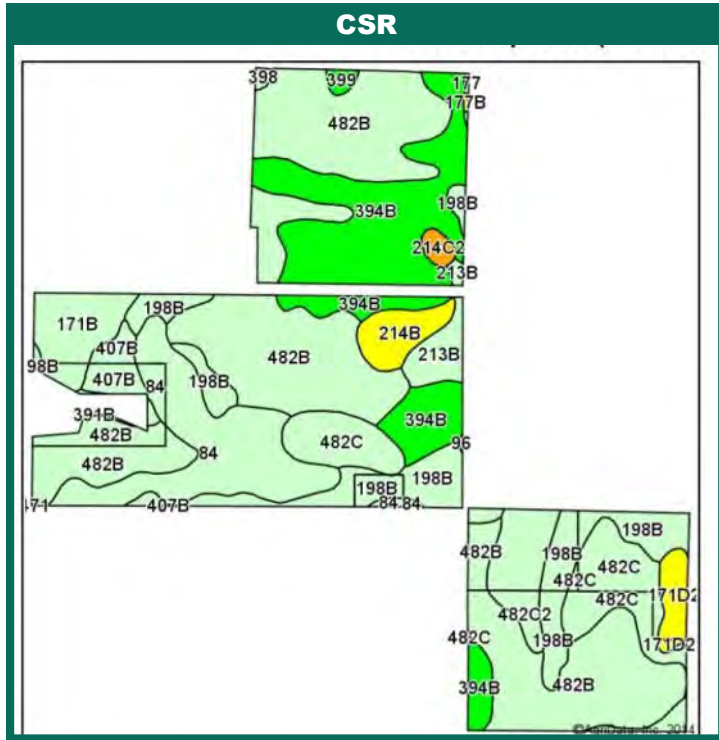 CSR
398
399
177
177B
482B
198B
394B
214C2
213B
394B
198B
171B
214B
407B
482B
213B
98B
407B
84
198B
394B
391B
482B
482C
96
84
482B
198B
198B
471
407B
84
84
198B
482B
198B
482C
482C
171D2
482C
482C2
482C
198B
171D2
394B
482B
©AgriData, Inc. 2014